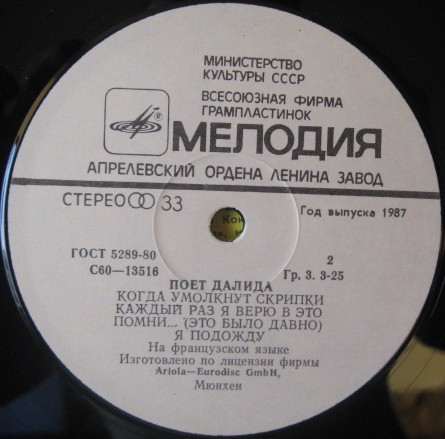 МИНИСТЕРСТВО
КУЛЬТУРЫ СССР
ВСЕСОЮЗНАЯ ФИРМА
ГРАМПЛАСТИНОК
МЕЛОДИЯ
АПРЕЛЕВСКИЙ ОРДЕНА ЛЕНИНА ЗАВОД
СТЕРЕО 33
Год выпуска 1987
ГОСТ 5289-80
С60—13516
2
Гр. 3. 3-25
ПОЕТ ДАЛИДА
КОГДА УМОЛКНУТ СКРИПКИ
КАЖДЫЙ РАЗ Я ВЕРЮ В ЭТО
ПОМНИ... (ЭТО БЫЛО ДАВНО)
Я ПОДОЖДУ
На французском языке
Изготовлено по лицензии фирмы
Ariola—Eurodisc GmbH,
Мюнхен